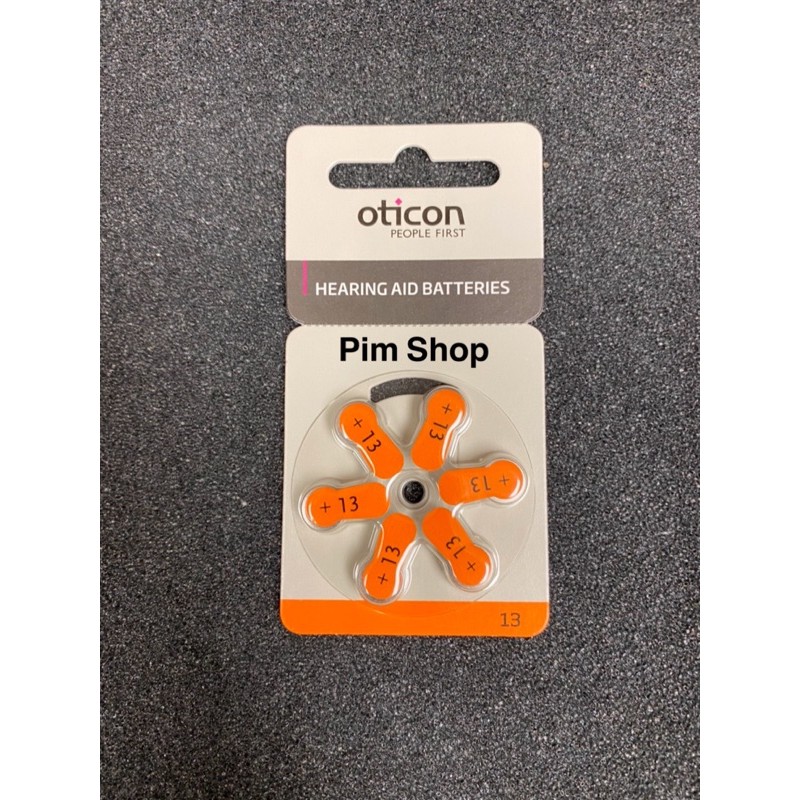 oticon
PEOPLE FIRST
HEARING AID BATTERIES
Pim Shop
+ 13
+ 13
+ 13
+ 13
+ 13
+ 13
13